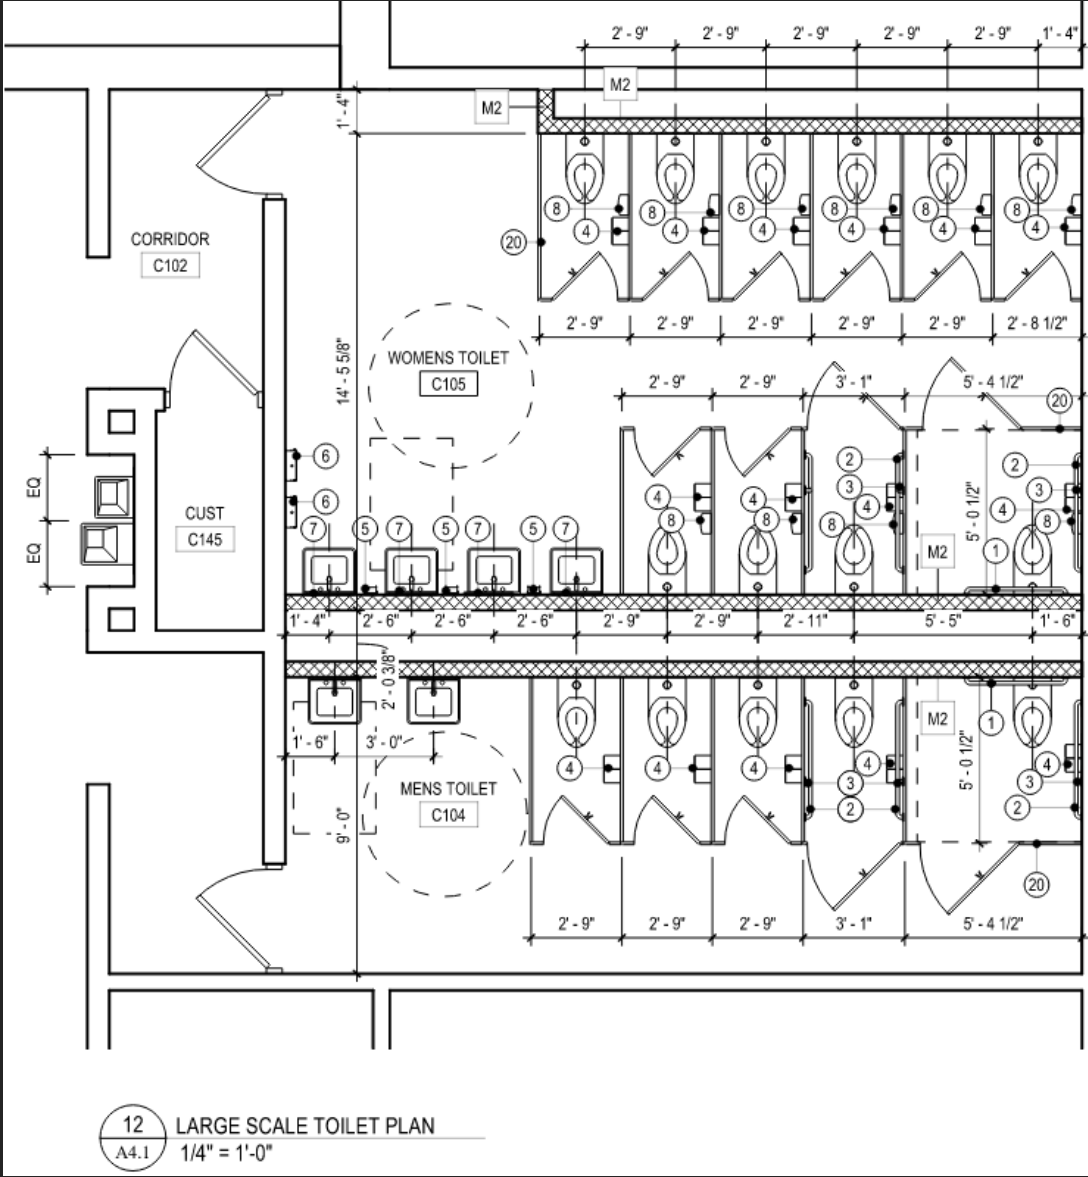 2' - 9" 2' - 9" 2' - 9" 2' - 9" 2' - 9" 1' - 4"
M2
M2
1' - 4"
8 8 8 8 8 8
4 4 4 4 4 4
20
CORRIDOR
C102
2' - 9" 2' - 9" 2' - 9" 2' - 9" 2' - 9" 2' - 8 1/2"
14' - 5 5/8"
WOMENS TOILET
C105
2' - 9" 2' - 9" 3' - 1" 5' - 4 1/2"
20
6
6
2
3
4
8
2
3
4
8
4 4
8 8
5' - 0 1/2"
EQ
EQ
CUST
C145
7 5 7 5 7 5 7
M2
1
1' - 4" 2' - 6" 2' - 6" 2' - 6" 2' - 9" 2' - 9" 2' - 11" 5' - 5" 1' - 6"
2' - 0 3/8"
1' - 6" 3' - 0"
M2
1
5' - 0 1/2"
MENS TOILET
C104
9' - 0"
4 4 4 4 4
3 3
2 2
20
2' - 9" 2' - 9" 2' - 9" 3' - 1" 5' - 4 1/2"
12
A4.1
LARGE SCALE TOILET PLAN
1/4" = 1'-0"